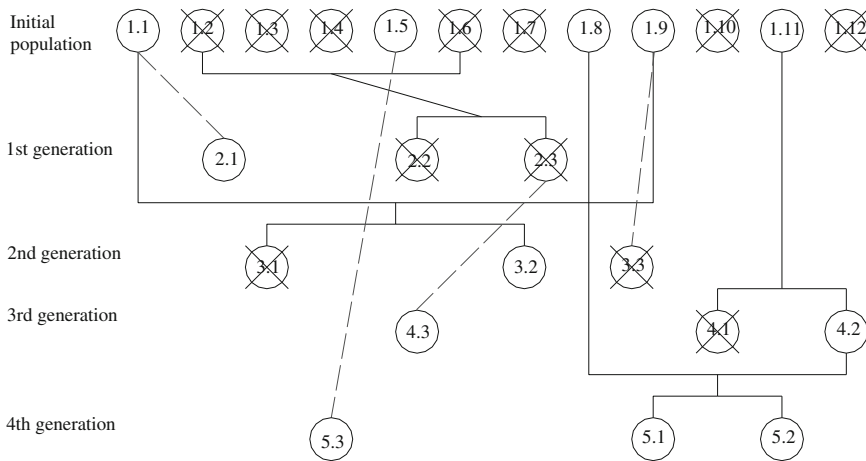 Initial
population
1.1 1.2 1.3 1.4 1.5 1.6 1.7 1.8 1.9 1.10 1.11 1.12
1st generation
2.1 2.2 2.3
2nd generation
3.1 3.2 3.3
3rd generation
4.3 4.1 4.2
4th generation
5.3 5.1 5.2